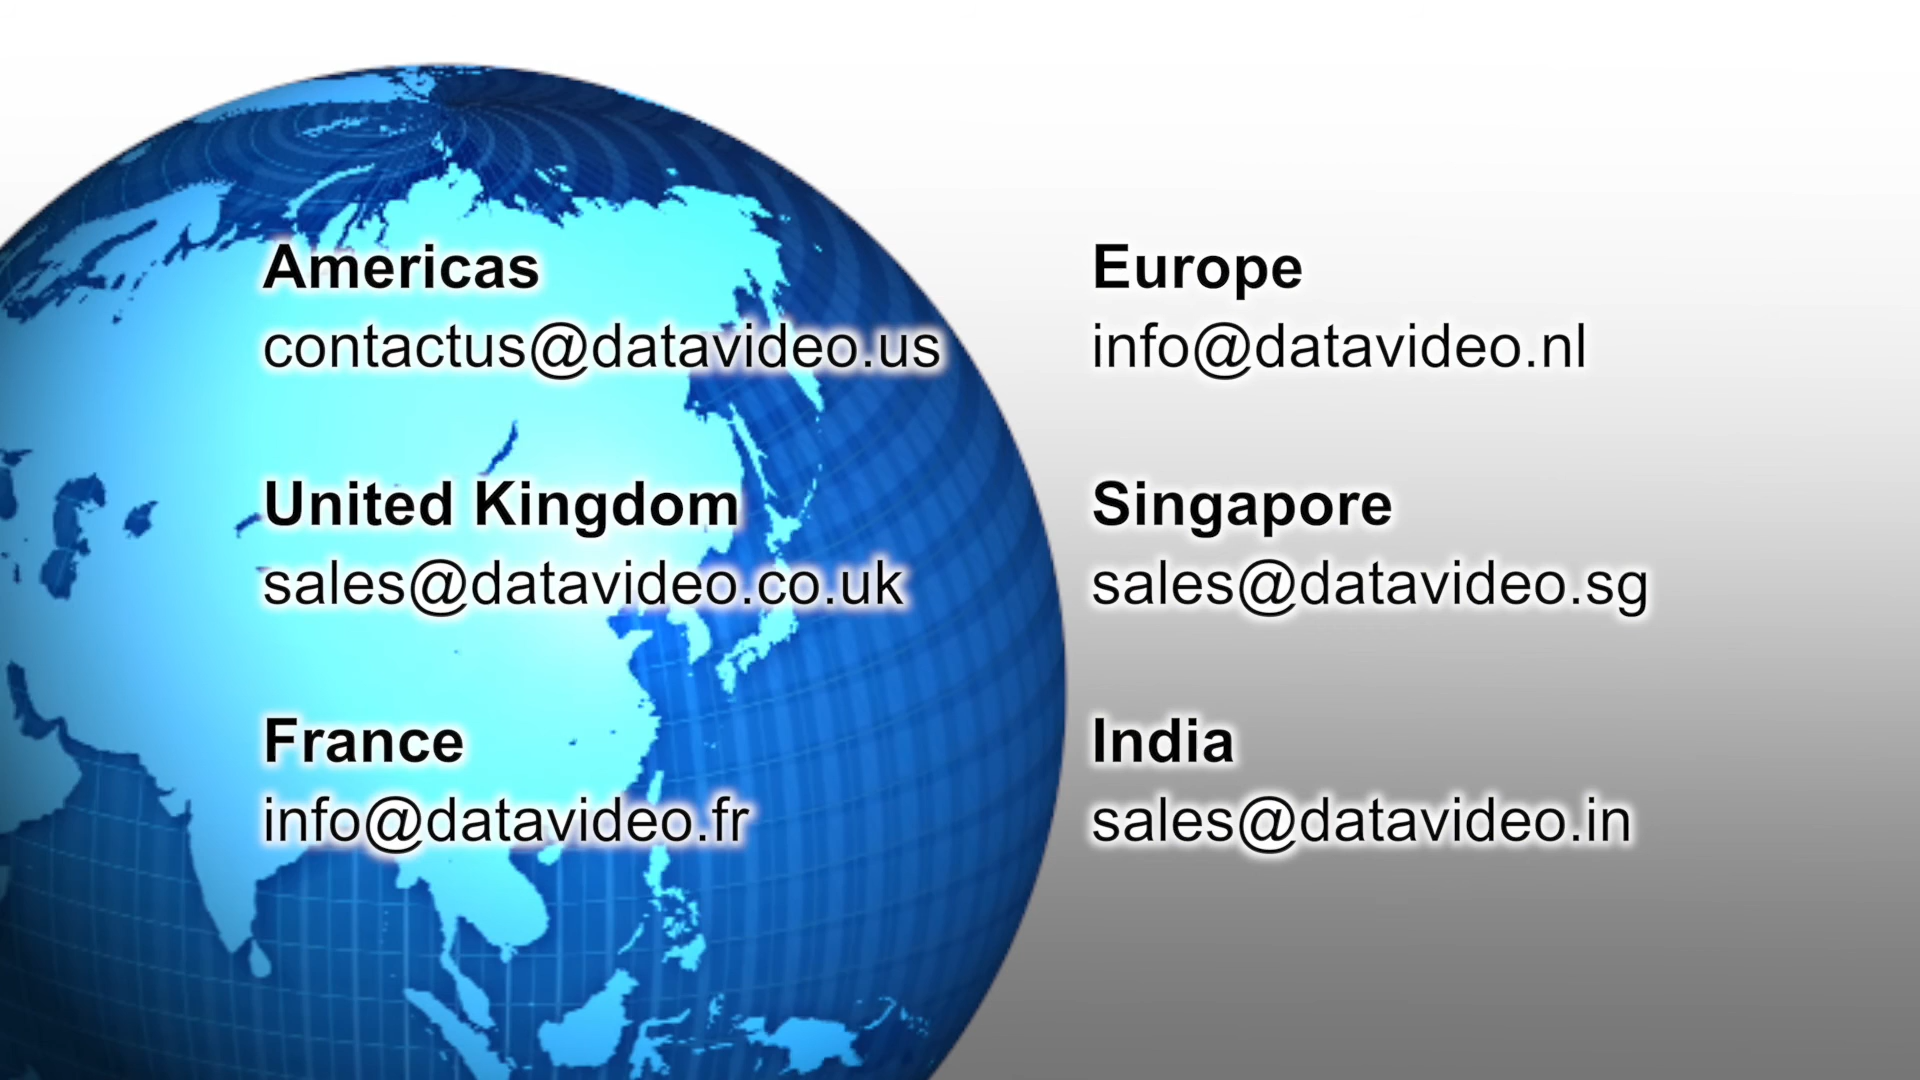 Americas
contactus@datavideo.us
United Kingdom
sales@datavideo.co.uk
France
info@datavideo.fr
Europe
info@datavideo.nl
Singapore
sales@datavideo.sg
India
sales@datavideo.in